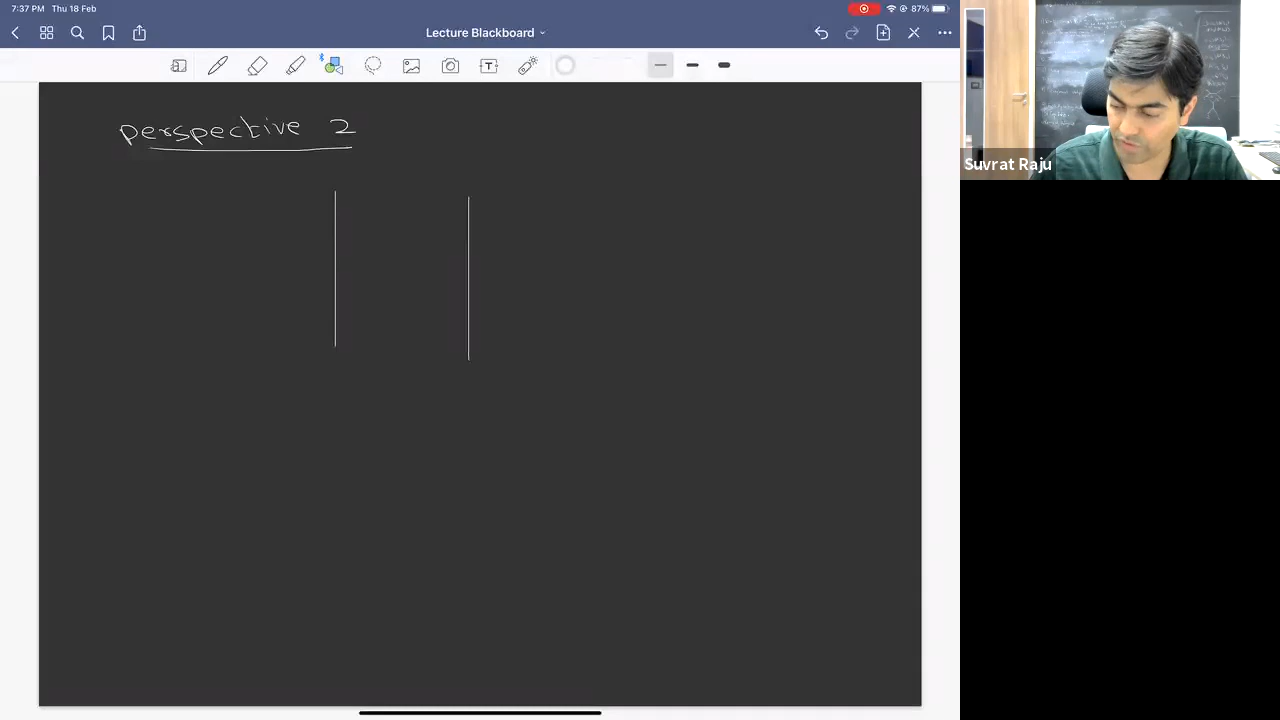 7:37 PM Thu 18 Feb
87%
Lecture Blackboard
T
perspective 2
Suvrat Raju